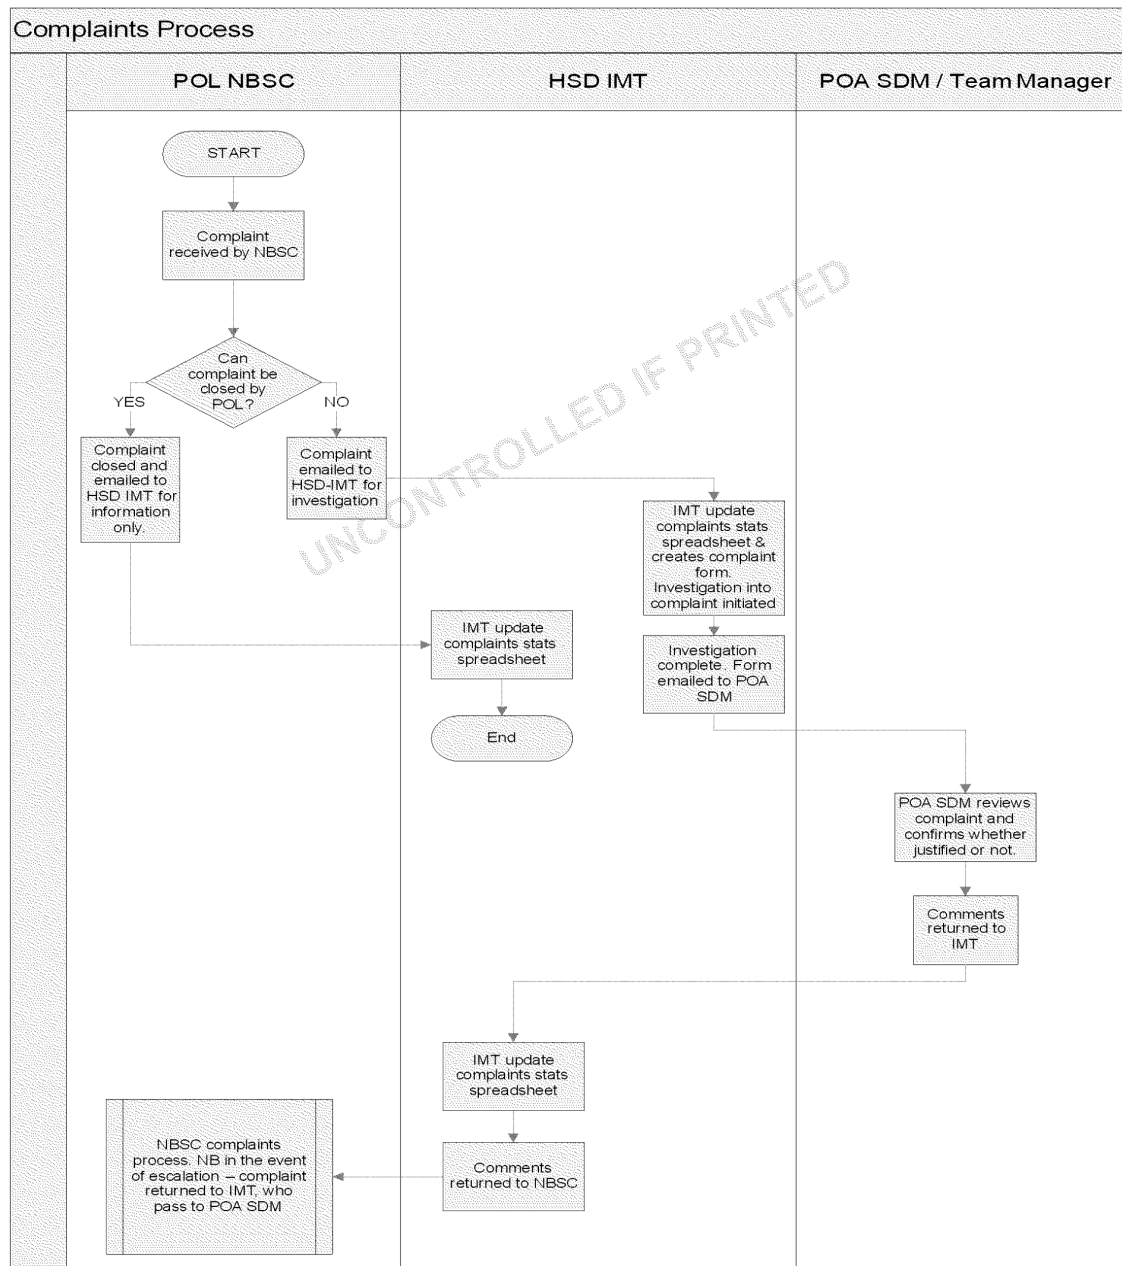 Complaints Process
POL NBSC
HSD IMT
POA SDM / Team Manager
START
Complaint
received by NBSC
Can
complaint be
closed by
POL?
YES
NO
Complaint
closed and
emailed to
HSD IMT for
information
only.
Complaint
emailed to
HSD-IMT for
investigation
UNCONTROLLED IF PRINTED
IMT update
complaints stats
spreadsheet &
creates complaint
form.
Investigation into
complaint initiated
IMT update
complaints stats
spreadsheet
Investigation
complete. Form
emailed to POA
SDM
End
POA SDM reviews
complaint and
confirms whether
justified or not.
Comments
returned to
IMT
IMT update
complaints stats
spreadsheet
Comments
returned to NBSC
NBSC complaints
process. NB in the event
of escalation – complaint
returned to IMT, who
pass to POA SDM